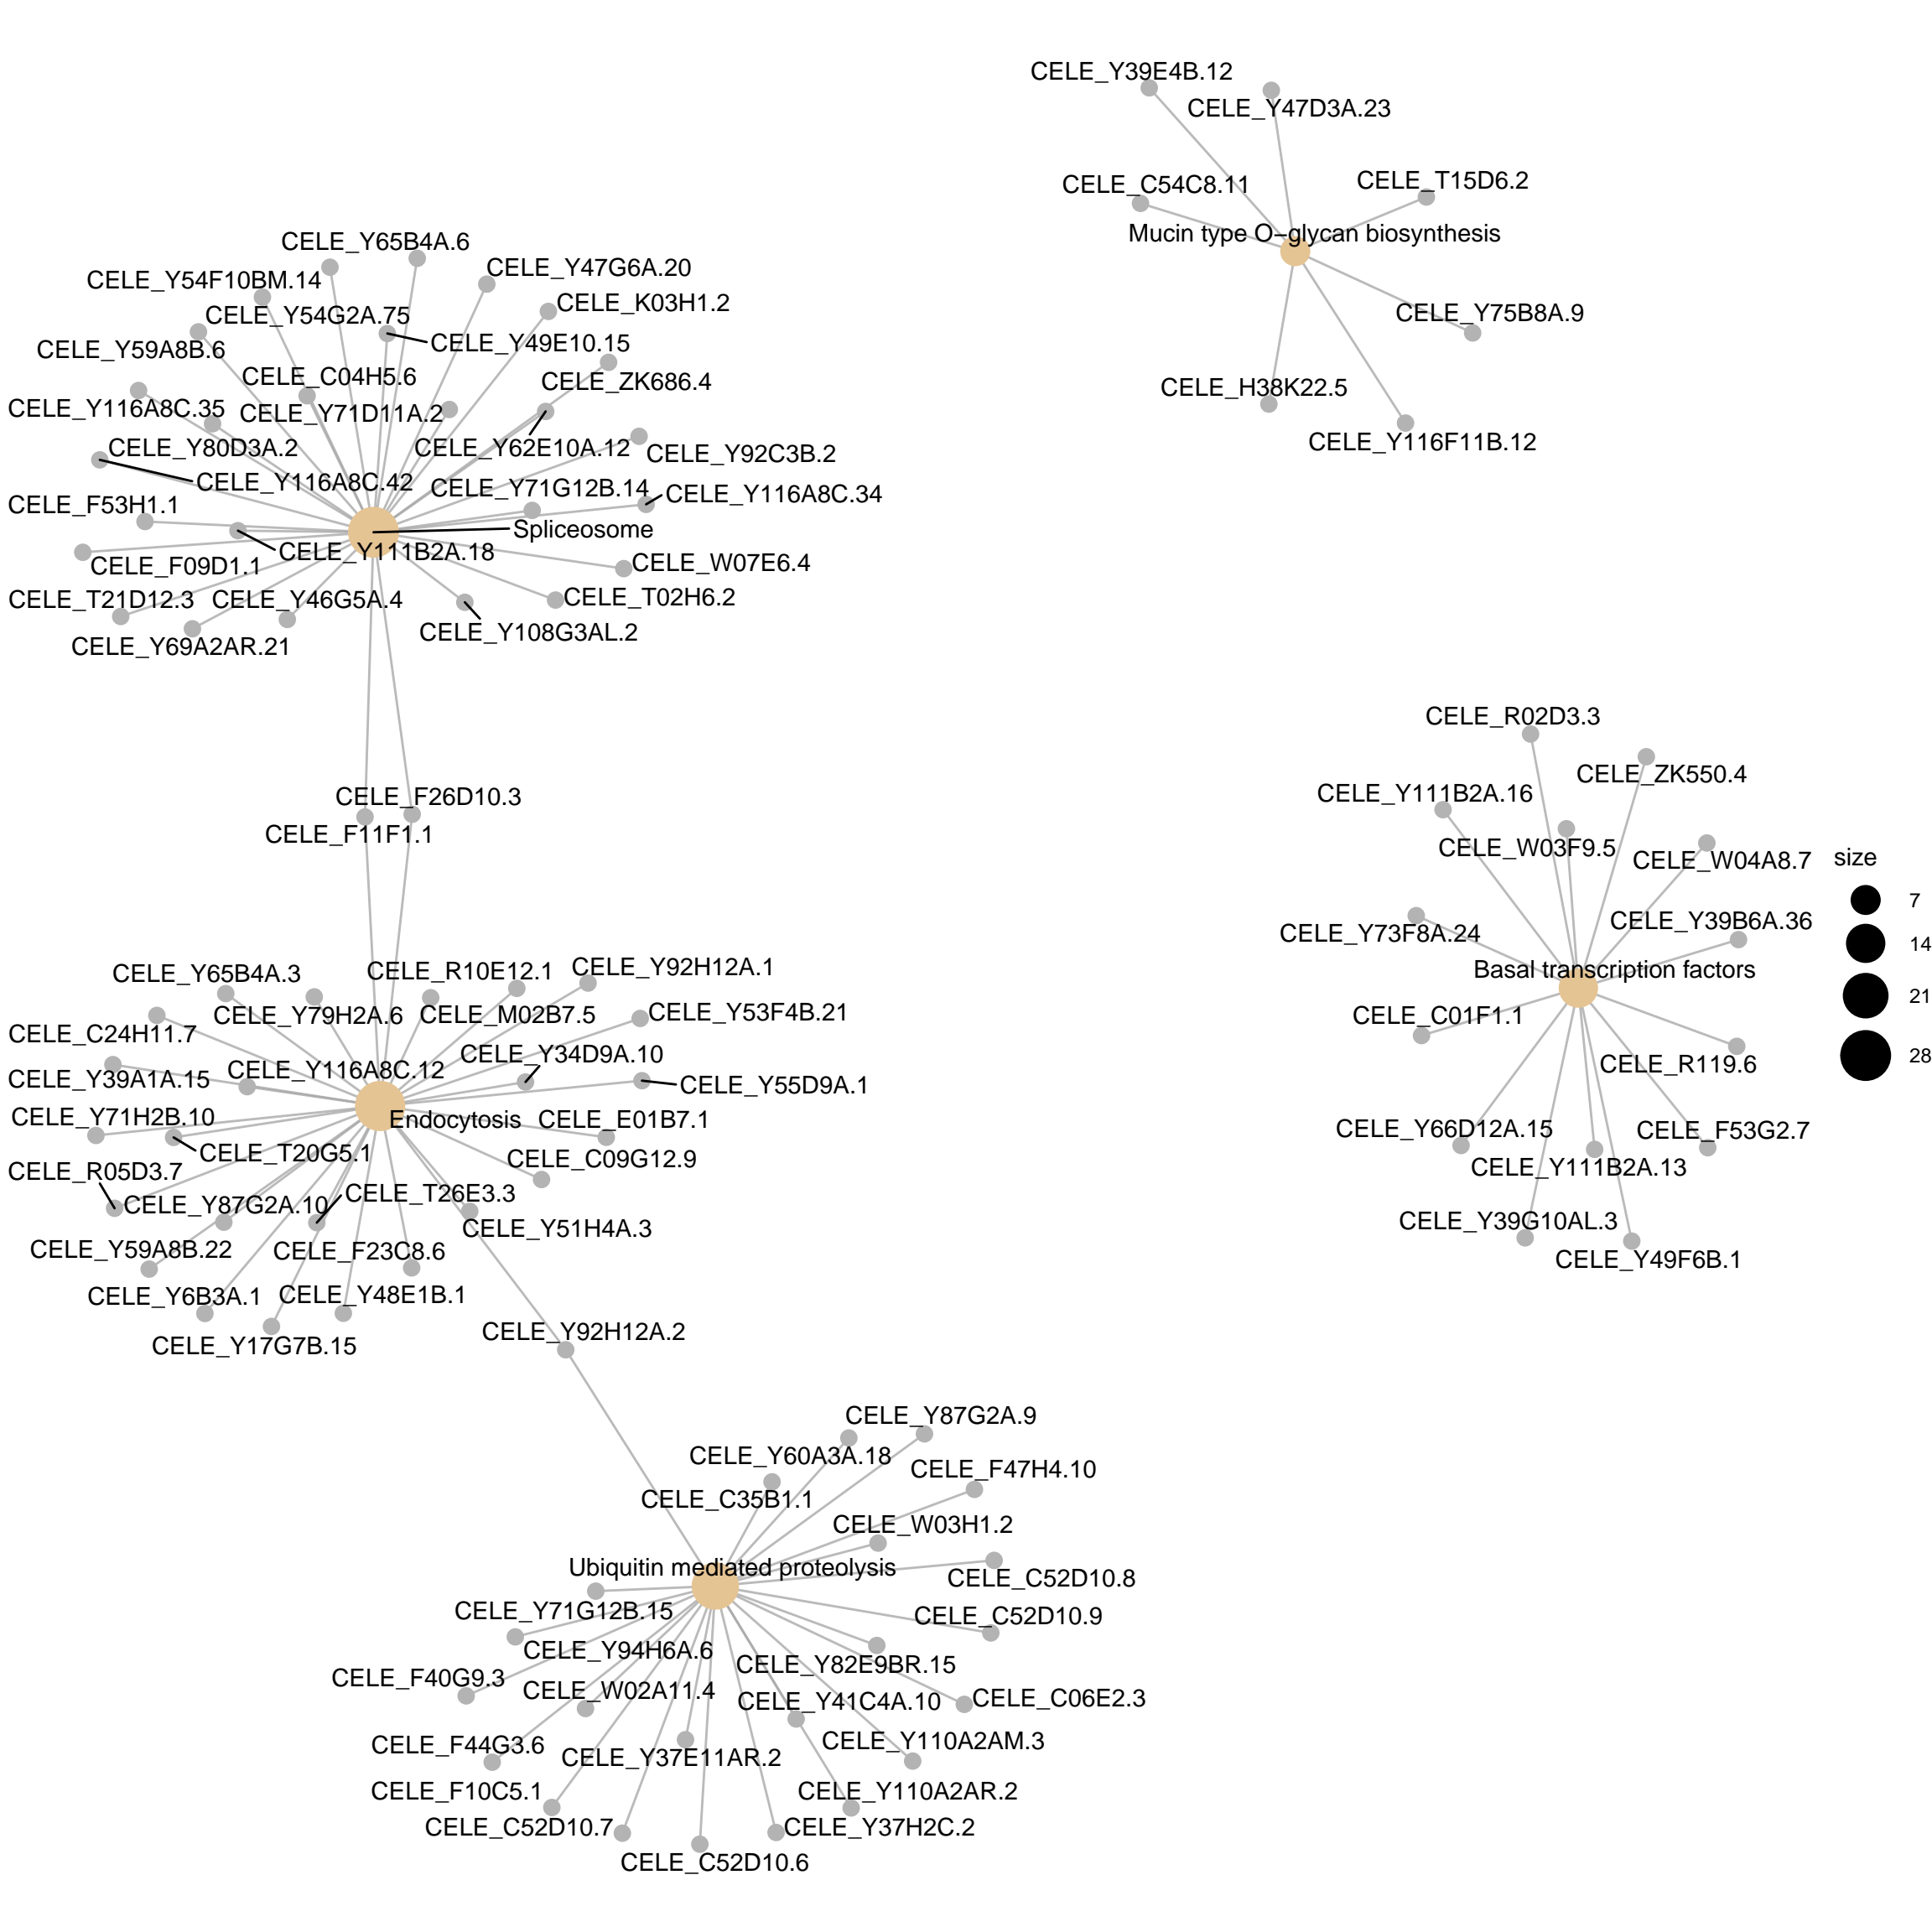 CELE_Y39E4B.12
CELE_Y47D3A.23
CELE_C54C8.11
CELE_T15D6.2
Mucin type O−glycan biosynthesis
CELE_Y75B8A.9
CELE_H38K22.5
CELE_Y116F11B.12
CELE_Y65B4A.6
CELE_Y54F10BM.14
CELE_Y47G6A.20
CELE_K03H1.2
CELE_Y54G2A.75
CELE_Y49E10.15
CELE_Y59A8B.6
CELE_C04H5.6
CELE_ZK686.4
CELE_Y116A8C.35
CELE_Y71D11A.2
CELE_Y80D3A.2
CELE_Y62E10A.12
CELE_Y92C3B.2
CELE_Y116A8C.42
CELE_Y71G12B.14
CELE_Y116A8C.34
CELE_F53H1.1
Spliceosome
CELE_Y111B2A.18
CELE_F09D1.1
CELE_W07E6.4
CELE_T21D12.3
CELE_Y46G5A.4
CELE_T02H6.2
CELE_Y108G3AL.2
CELE_Y69A2AR.21
CELE_F26D10.3
CELE_F11F1.1
CELE_R02D3.3
CELE_ZK550.4
CELE_Y111B2A.16
CELE_W03F9.5
CELE_W04A8.7
CELE_Y73F8A.24
CELE_Y39B6A.36
Basal transcription factors
CELE_C01F1.1
CELE_R119.6
CELE_Y66D12A.15
CELE_F53G2.7
CELE_Y111B2A.13
CELE_Y39G10AL.3
CELE_Y49F6B.1
size
7
14
21
28
CELE_Y65B4A.3
CELE_R10E12.1
CELE_Y92H12A.1
CELE_Y79H2A.6
CELE_M02B7.5
CELE_Y53F4B.21
CELE_C24H11.7
CELE_Y34D9A.10
CELE_Y39A1A.15
CELE_Y116A8C.12
CELE_Y55D9A.1
CELE_Y71H2B.10
Endocytosis
CELE_E01B7.1
CELE_T20G5.1
CELE_C09G12.9
CELE_R05D3.7
CELE_Y87G2A.10
CELE_T26E3.3
CELE_Y51H4A.3
CELE_Y59A8B.22
CELE_F23C8.6
CELE_Y6B3A.1
CELE_Y48E1B.1
CELE_Y17G7B.15
CELE_Y92H12A.2
CELE_Y87G2A.9
CELE_Y60A3A.18
CELE_F47H4.10
CELE_C35B1.1
CELE_W03H1.2
Ubiquitin mediated proteolysis
CELE_C52D10.8
CELE_Y71G12B.15
CELE_C52D10.9
CELE_Y94H6A.6
CELE_Y82E9BR.15
CELE_F40G9.3
CELE_W02A11.4
CELE_Y41C4A.10
CELE_C06E2.3
CELE_F44G3.6
CELE_Y37E11AR.2
CELE_Y110A2AM.3
CELE_F10C5.1
CELE_Y110A2AR.2
CELE_C52D10.7
CELE_Y37H2C.2
CELE_C52D10.6